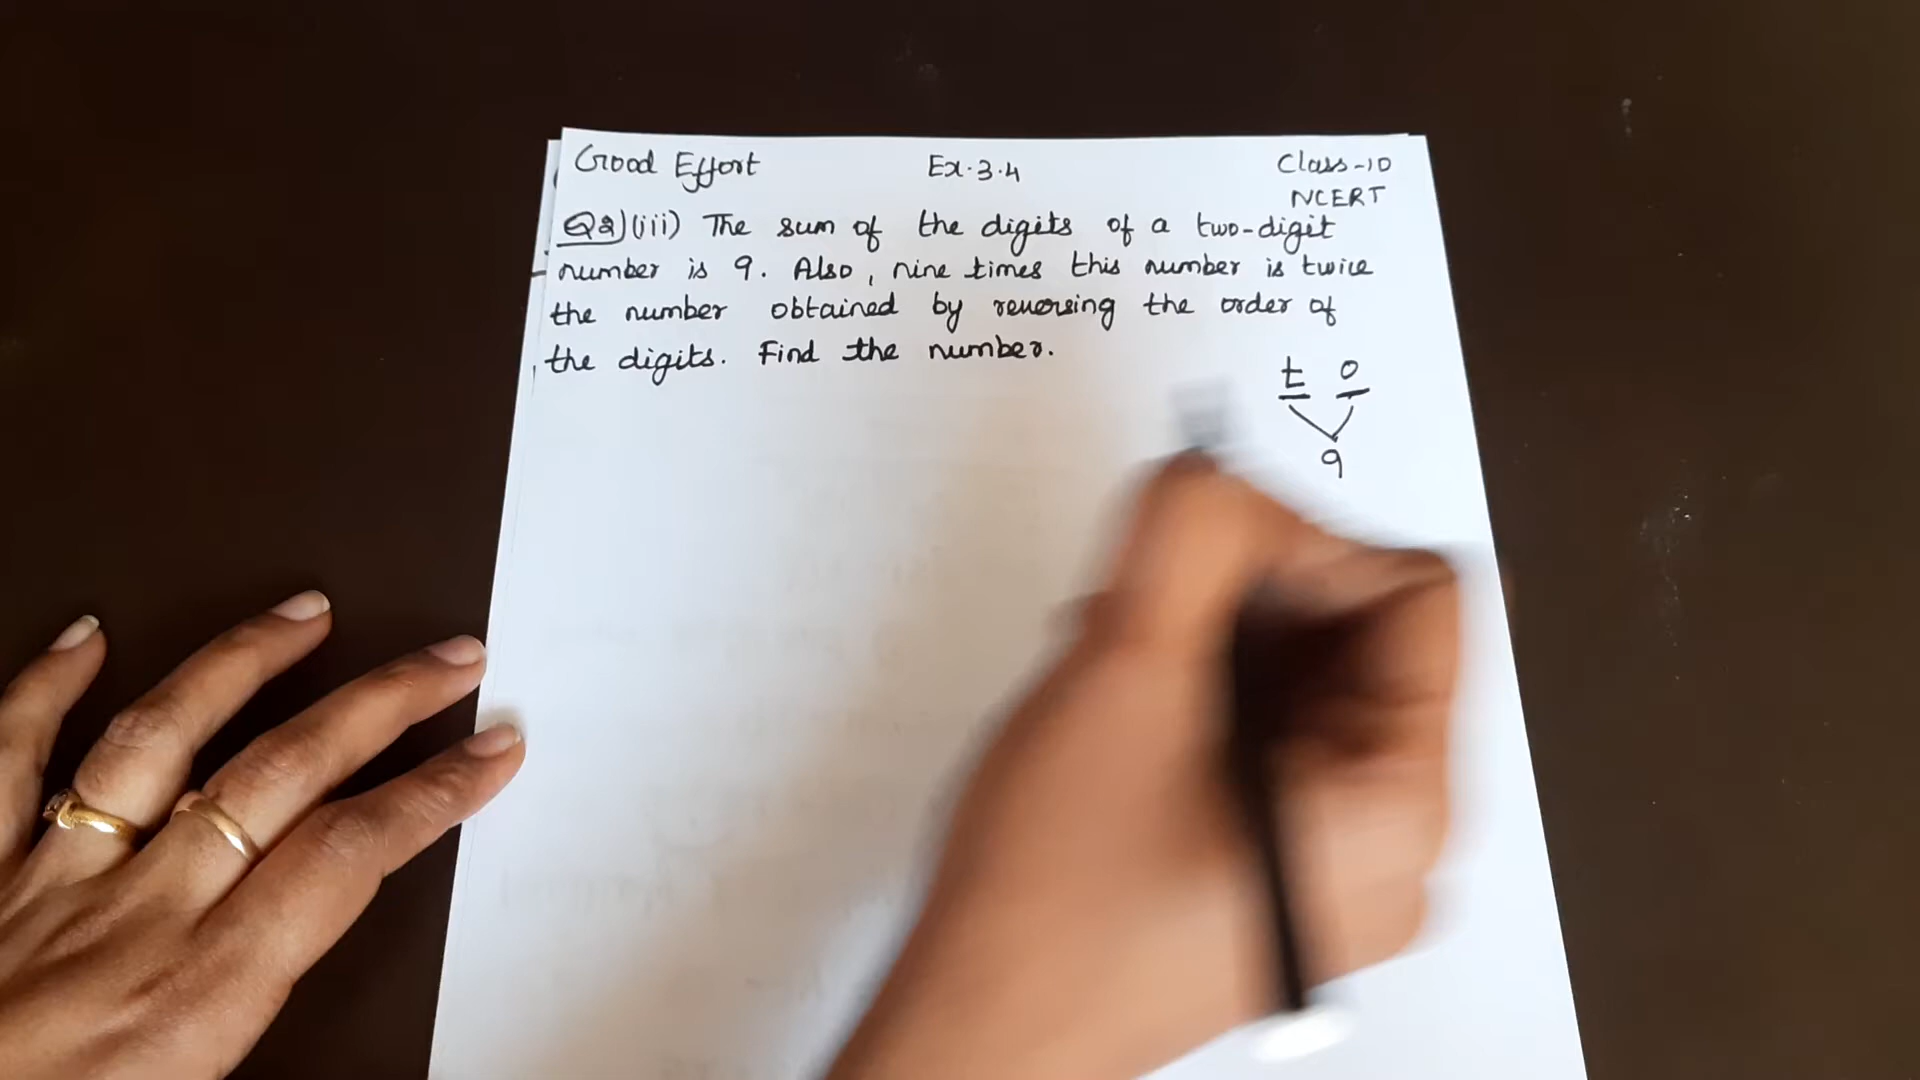 Good Effort Ex.3.4 Class-10
NCERT
Q2)(iii) The sum of the digits of a two-digit
number is 9. Also, nine times this number is twice
the number obtained by reversing the order of
the digits. Find the number.
t o
9